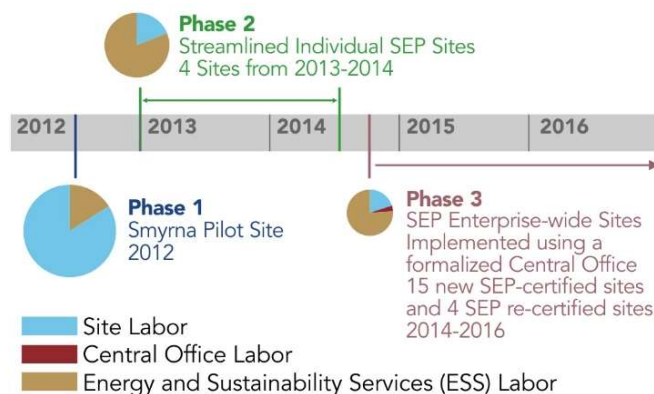 Phase 2
Streamlined Individual SEP Sites
4 Sites from 2013-2014
2012
2013
2014
2015
2016
Phase 1
Smyrna Pilot Site
2012
Phase 3
SEP Enterprise-wide Sites
Implemented using a
formalized Central Office
15 new SEP-certified sites
and 4 SEP re-certified sites
2014-2016
Site Labor
Central Office Labor
Energy and Sustainability Services (ESS) Labor